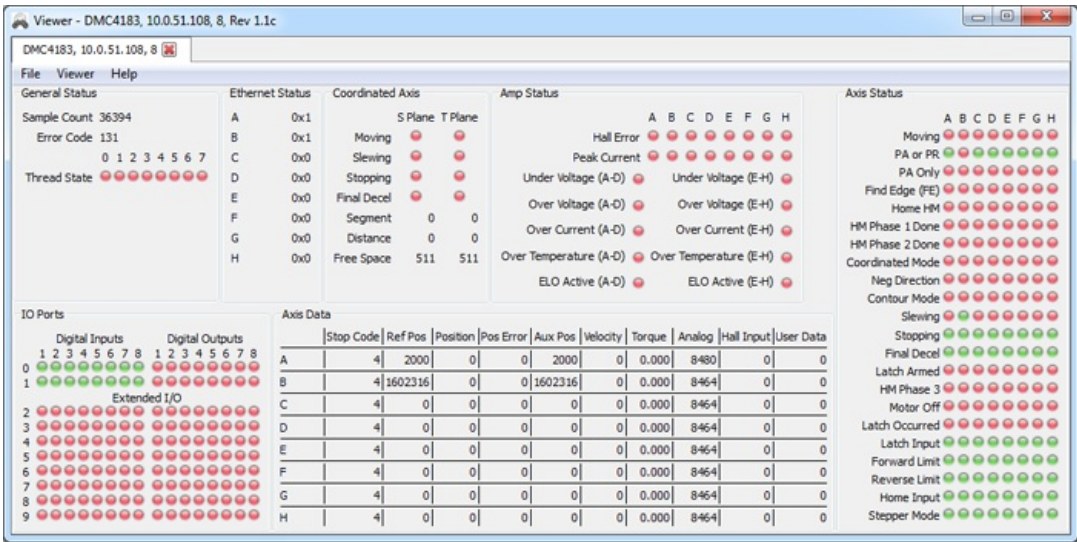 Viewer - DMC4183, 10.0.51.108, 8, Rev 1.1c
DMC4183, 10.0.51.108, 8
File Viewer Help
General Status
Sample Count 36394
Error Code 131
0 1 2 3 4 5 6 7
Thread State
Ethernet Status
A 0x1
B 0x1
C 0x0
D 0x0
E 0x0
F 0x0
G 0x0
H 0x0
Coordinated Axis
S Plane T Plane
Moving
Slewing
Stopping
Final Decel
Segment 0 0
Distance 0 0
Free Space 511 511
Amp Status
A B C D E F G H
Hall Error
Peak Current
Under Voltage (A-D) Under Voltage (E-H)
Over Voltage (A-D) Over Voltage (E-H)
Over Current (A-D) Over Current (E-H)
Over Temperature (A-D) Over Temperature (E-H)
ELO Active (A-D) ELO Active (E-H)
Axis Status
A B C D E F G H
Moving
PA or PR
PA Only
Find Edge (FE)
Home HM
HM Phase 1 Done
HM Phase 2 Done
Coordinated Mode
Neg Direction
Contour Mode
Slewing
Stopping
Final Decel
Latch Armed
HM Phase 3
Motor Off
Latch Occurred
Latch Input
Forward Limit
Reverse Limit
Home Input
Stepper Mode
IO Ports
Digital Inputs Digital Outputs
1 2 3 4 5 6 7 8 1 2 3 4 5 6 7 8
0
1
Extended I/O
2
3
4
5
6
7
8
9
Axis Data
Stop Code Ref Pos Position Pos Error Aux Pos Velocity Torque Analog Hall Input User Data
A 4 2000 0 0 2000 0 0.000 8480 0 0
B 4 1602316 0 0 1602316 0 0.000 8464 0 0
C 4 0 0 0 0 0 0.000 8464 0 0
D 4 0 0 0 0 0 0.000 8464 0 0
E 4 0 0 0 0 0 0.000 8464 0 0
F 4 0 0 0 0 0 0.000 8464 0 0
G 4 0 0 0 0 0 0.000 8464 0 0
H 4 0 0 0 0 0 0.000 8464 0 0